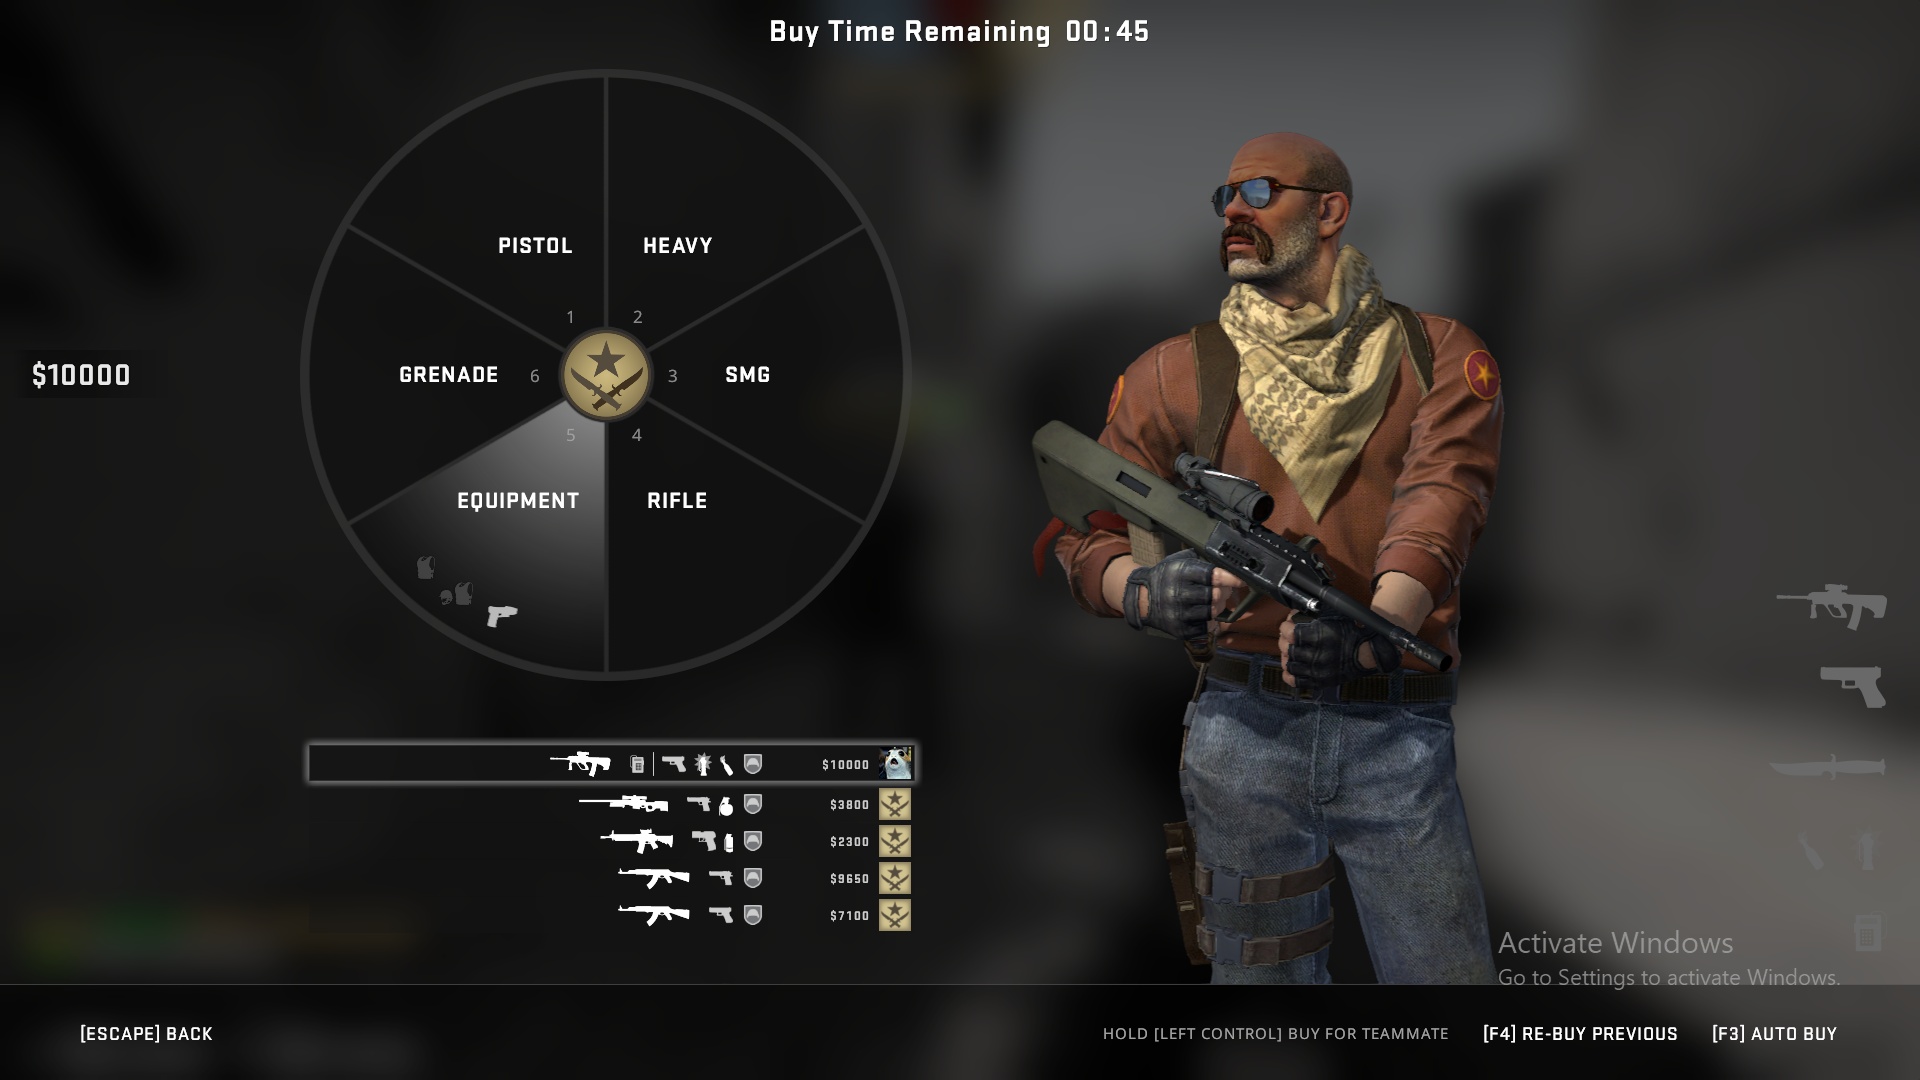 Buy Time Remaining 00:45
PISTOL
HEAVY
1
2
$10000
GRENADE
6
3
SMG
5
4
EQUIPMENT
RIFLE
$10000
$3800
$2300
$9650
$7100
Activate Windows
Go to Settings to activate Windows.
[ESCAPE] BACK
HOLD [LEFT CONTROL] BUY FOR TEAMMATE
[F4] RE-BUY PREVIOUS
[F3] AUTO BUY